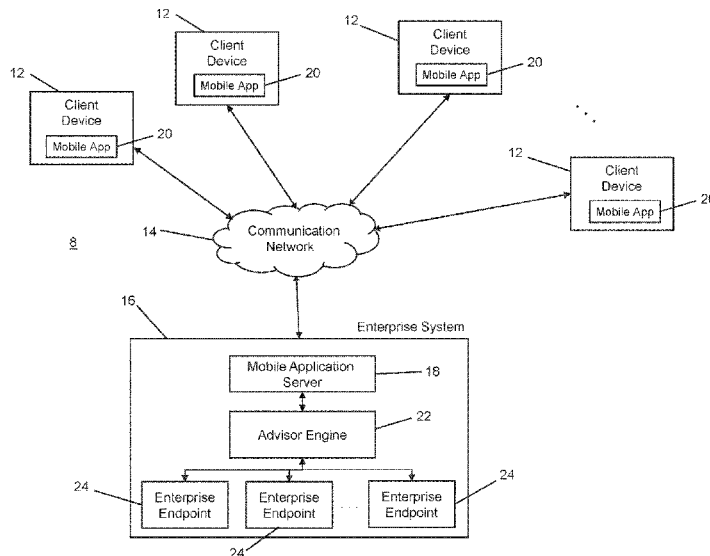 12
Client
Device
Mobile App
20
12
Client
Device
Mobile App
20
12
Client
Device
Mobile App
20
12
Client
Device
Mobile App
20
8
14
Communication
Network
16
Enterprise System
Mobile Application
Server
18
Advisor Engine
22
24
Enterprise
Endpoint
Enterprise
Endpoint
24
. . .
Enterprise
Endpoint
24